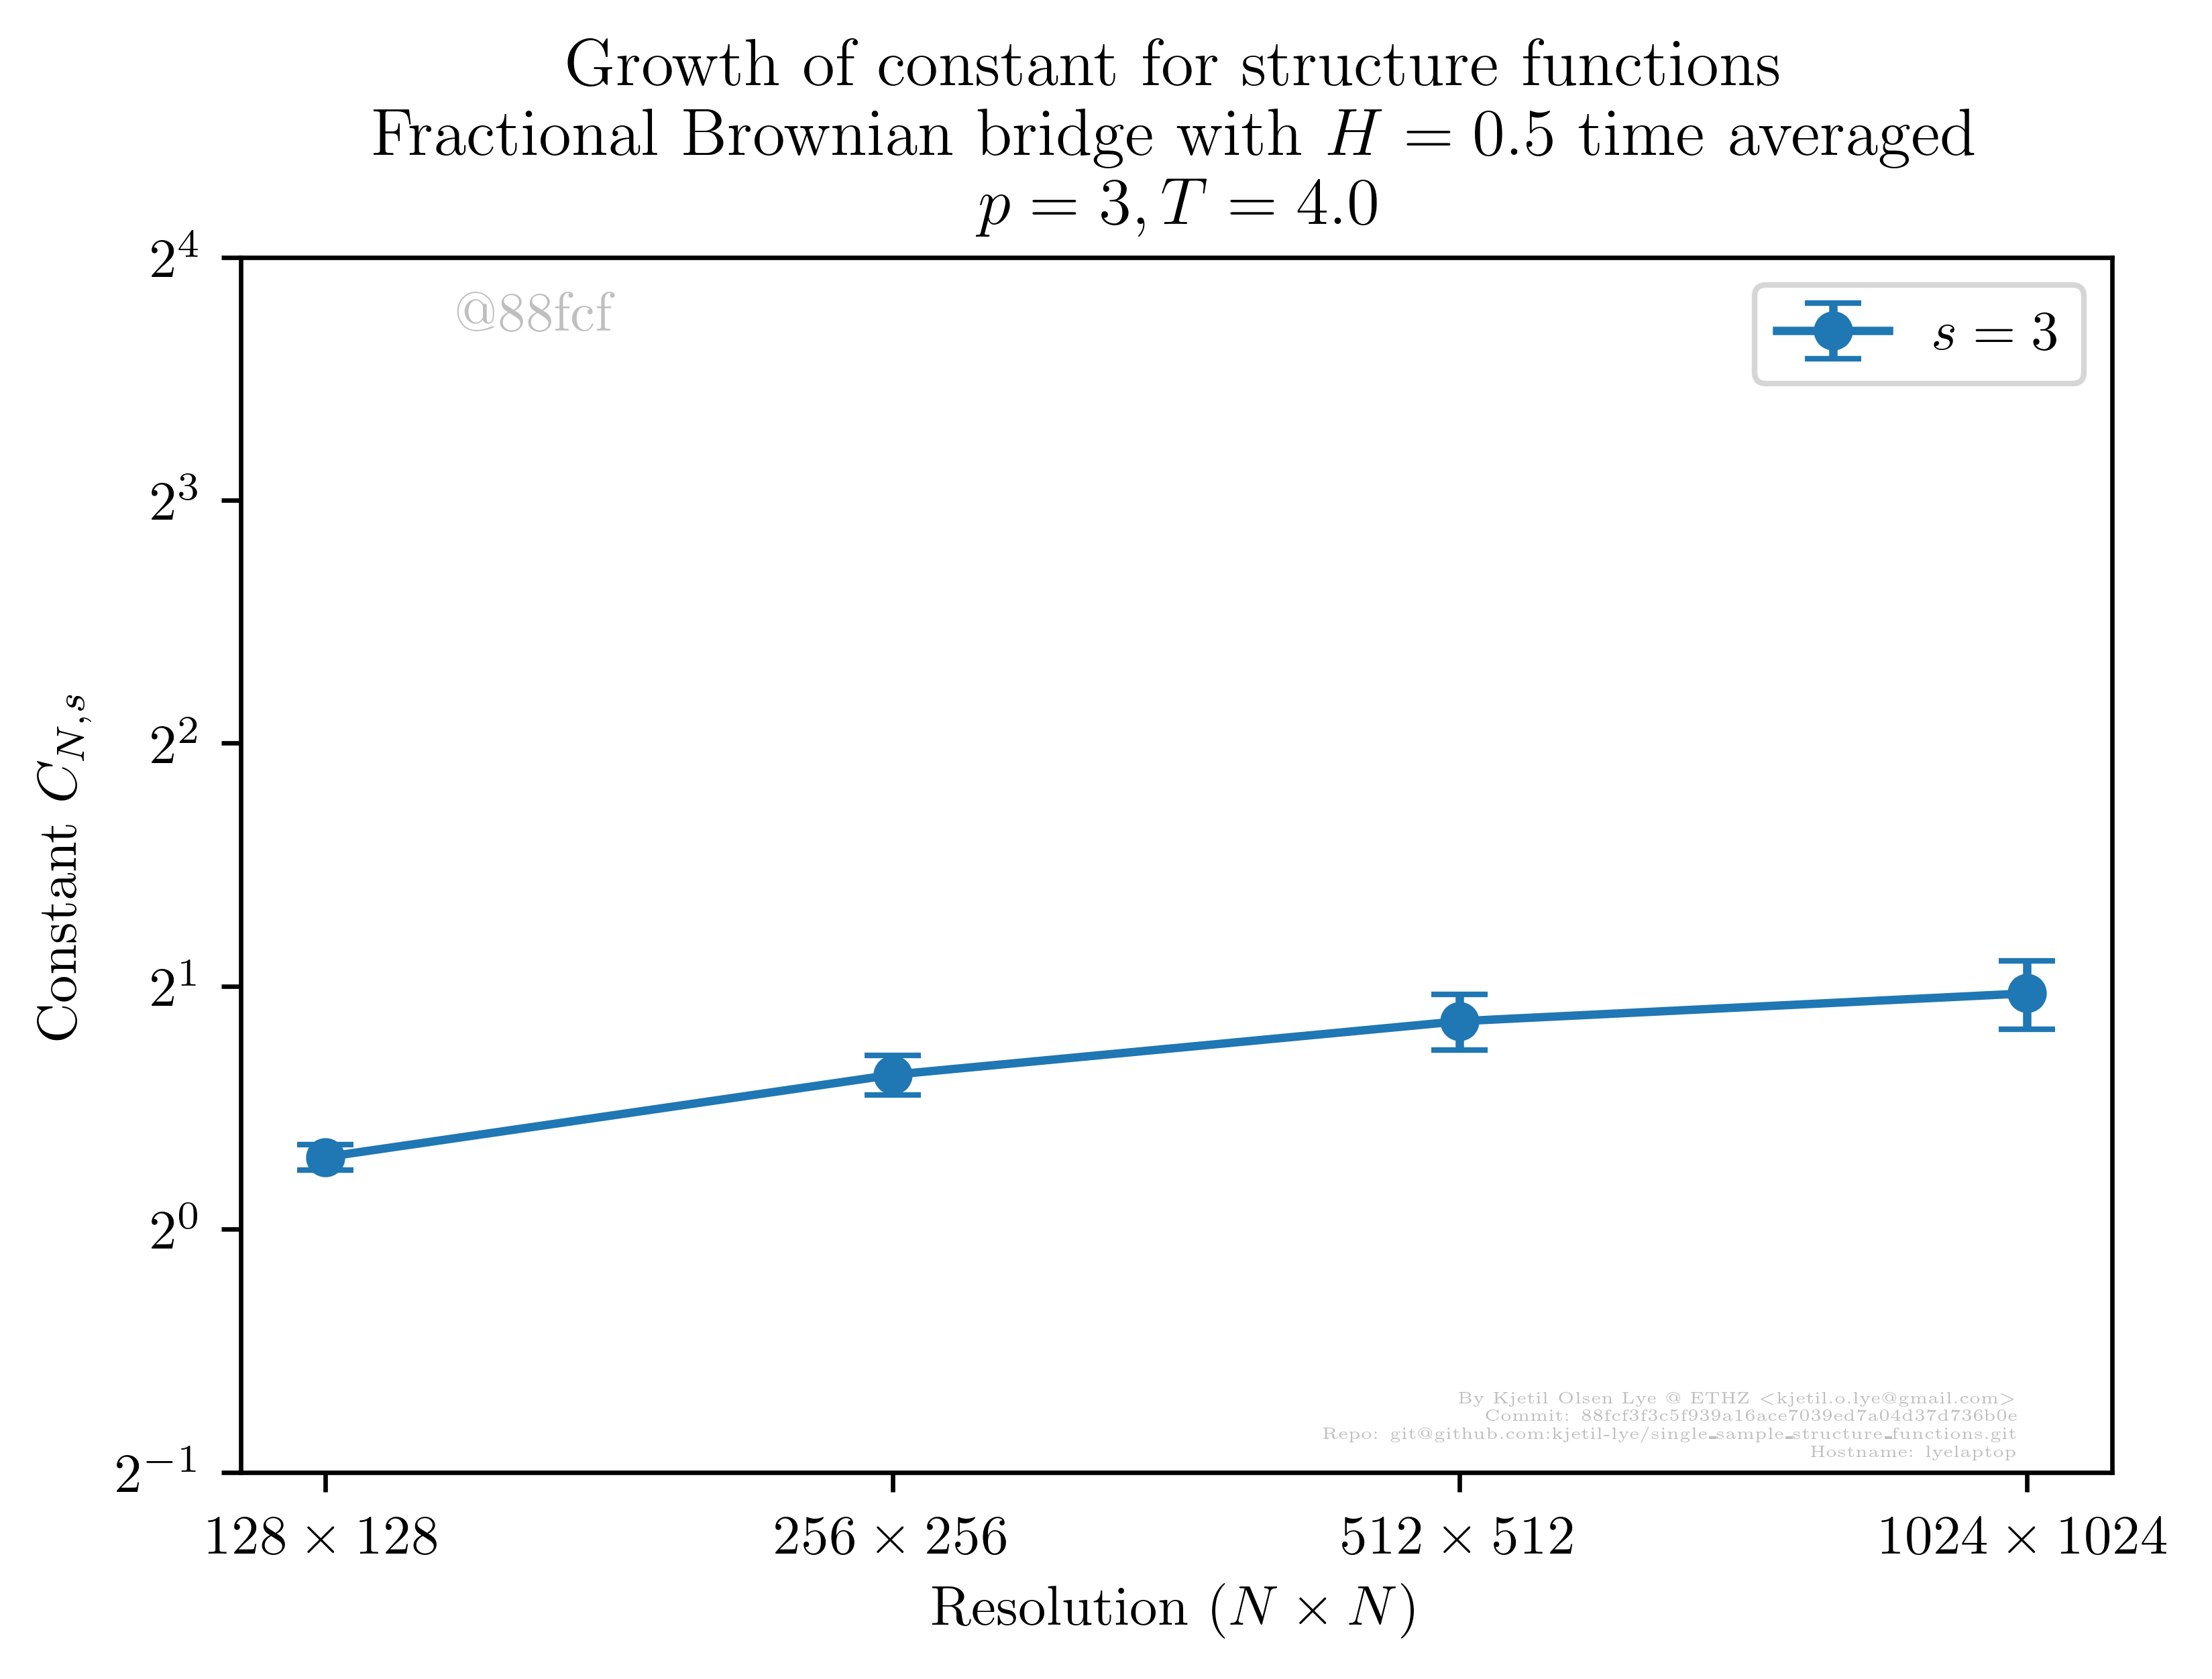 Growth of constant for structure functions
Fractional Brownian bridge with H = 0.5 time averaged
p = 3, T = 4.0
@88fcf
s = 3
2^4
2^3
2^2
2^1
2^0
2^{-1}
Constant C_{N,s}
By Kjetil Olsen Lye @ ETHZ <kjetil.o.lye@gmail.com>
Commit: 88fcf3f3c5f939a16ace7039ed7a04d37d736b0e
Repo: git@github.com:kjetil-lye/single_sample_structure_functions.git
Hostname: lyelaptop
128 × 128
256 × 256
512 × 512
1024 × 1024
Resolution (N × N)